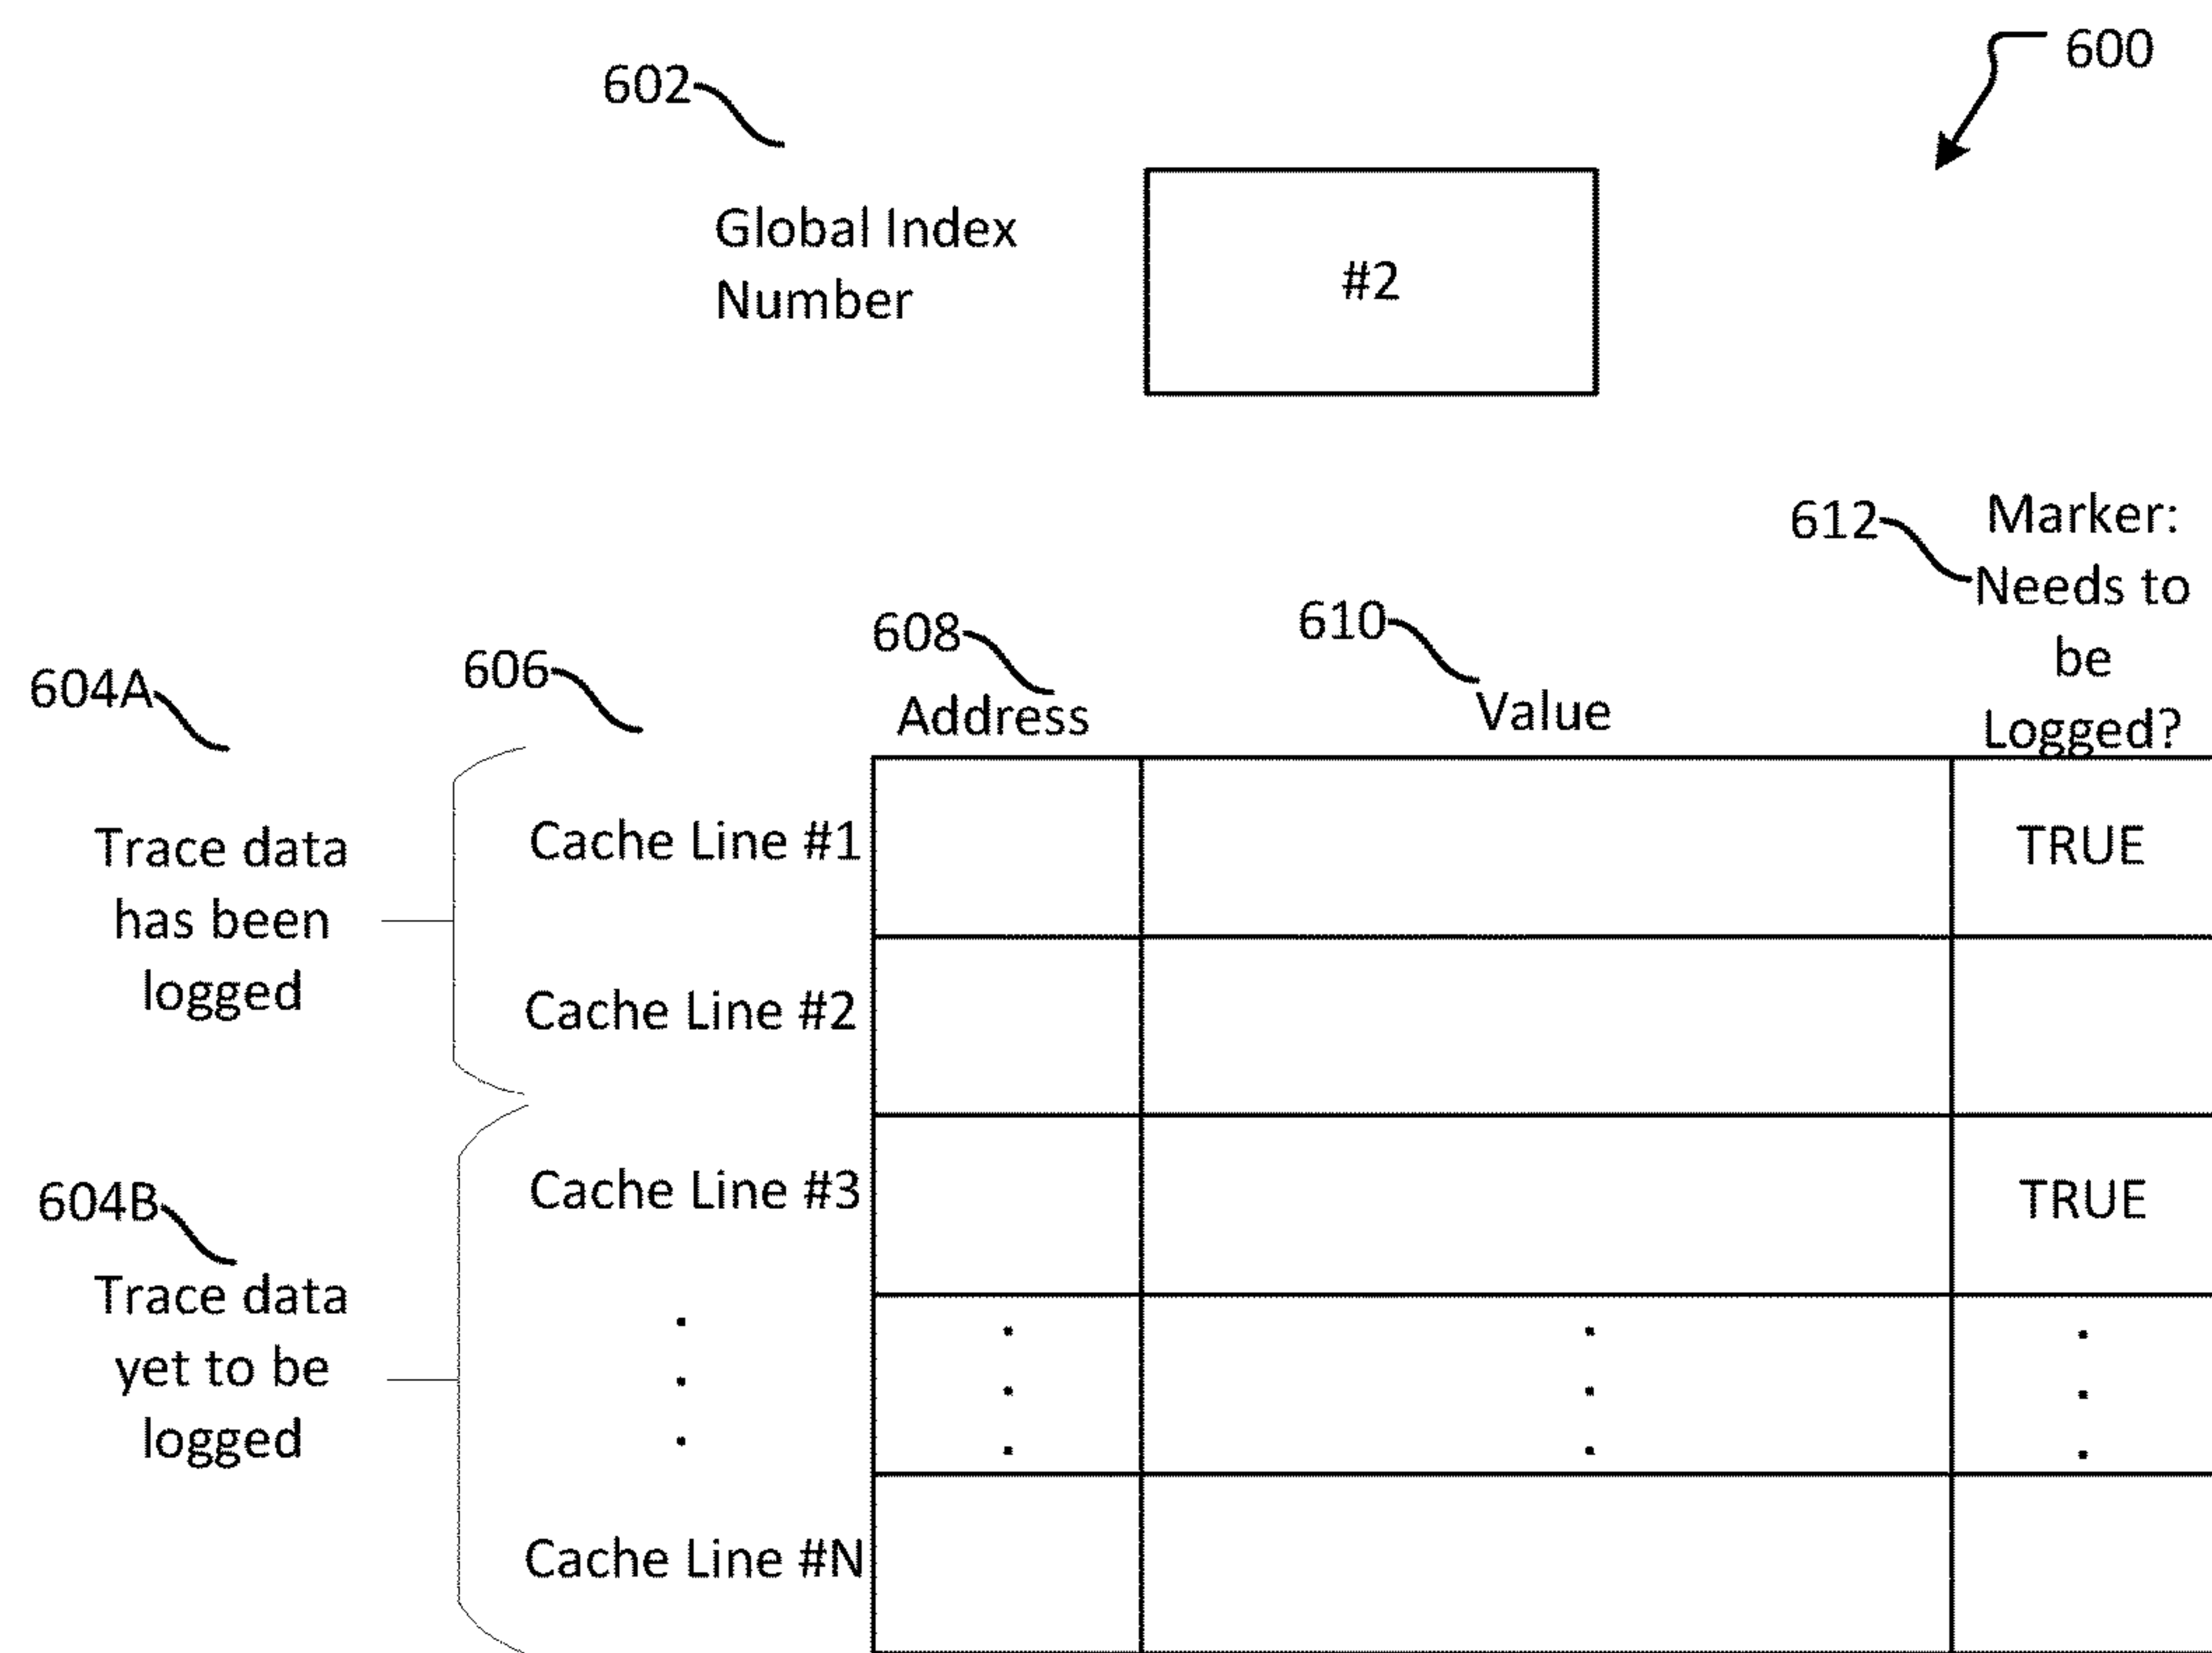 600
602
Global Index
Number
#2
612
Marker:
Needs to
be
Logged?
608
Address
610
Value
604A
606
Trace data
has been
logged
Cache Line #1
TRUE
Cache Line #2
604B
Trace data
yet to be
logged
Cache Line #3
TRUE
Cache Line #N